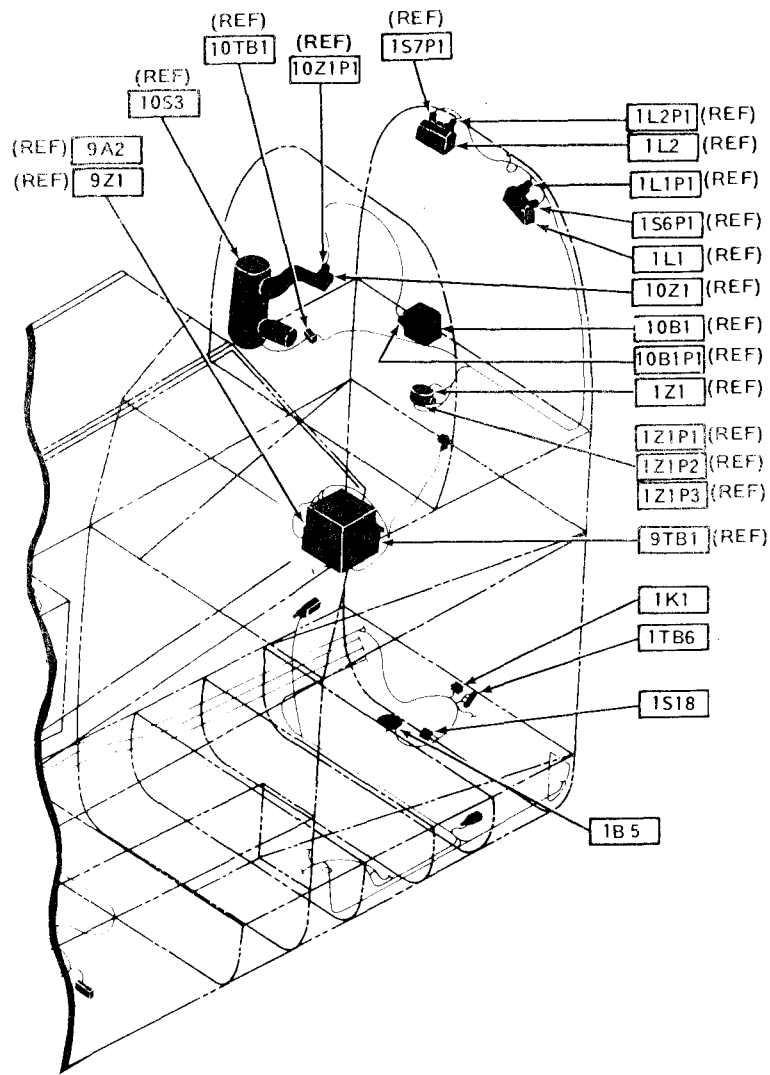 (REF)
1S7P1
(REF)
10TB1
(REF)
10Z1P1
(REF)
10S3
(REF) 9A2
(REF) 9Z1
1L2P1 (REF)
1L2 (REF)
1L1P1 (REF)
1S6P1 (REF)
1L1 (REF)
10Z1 (REF)
10B1 (REF)
10B1P1 (REF)
1Z1 (REF)
1Z1P1 (REF)
1Z1P2 (REF)
1Z1P3 (REF)
9TB1 (REF)
1K1
1TB6
1S18
1B5